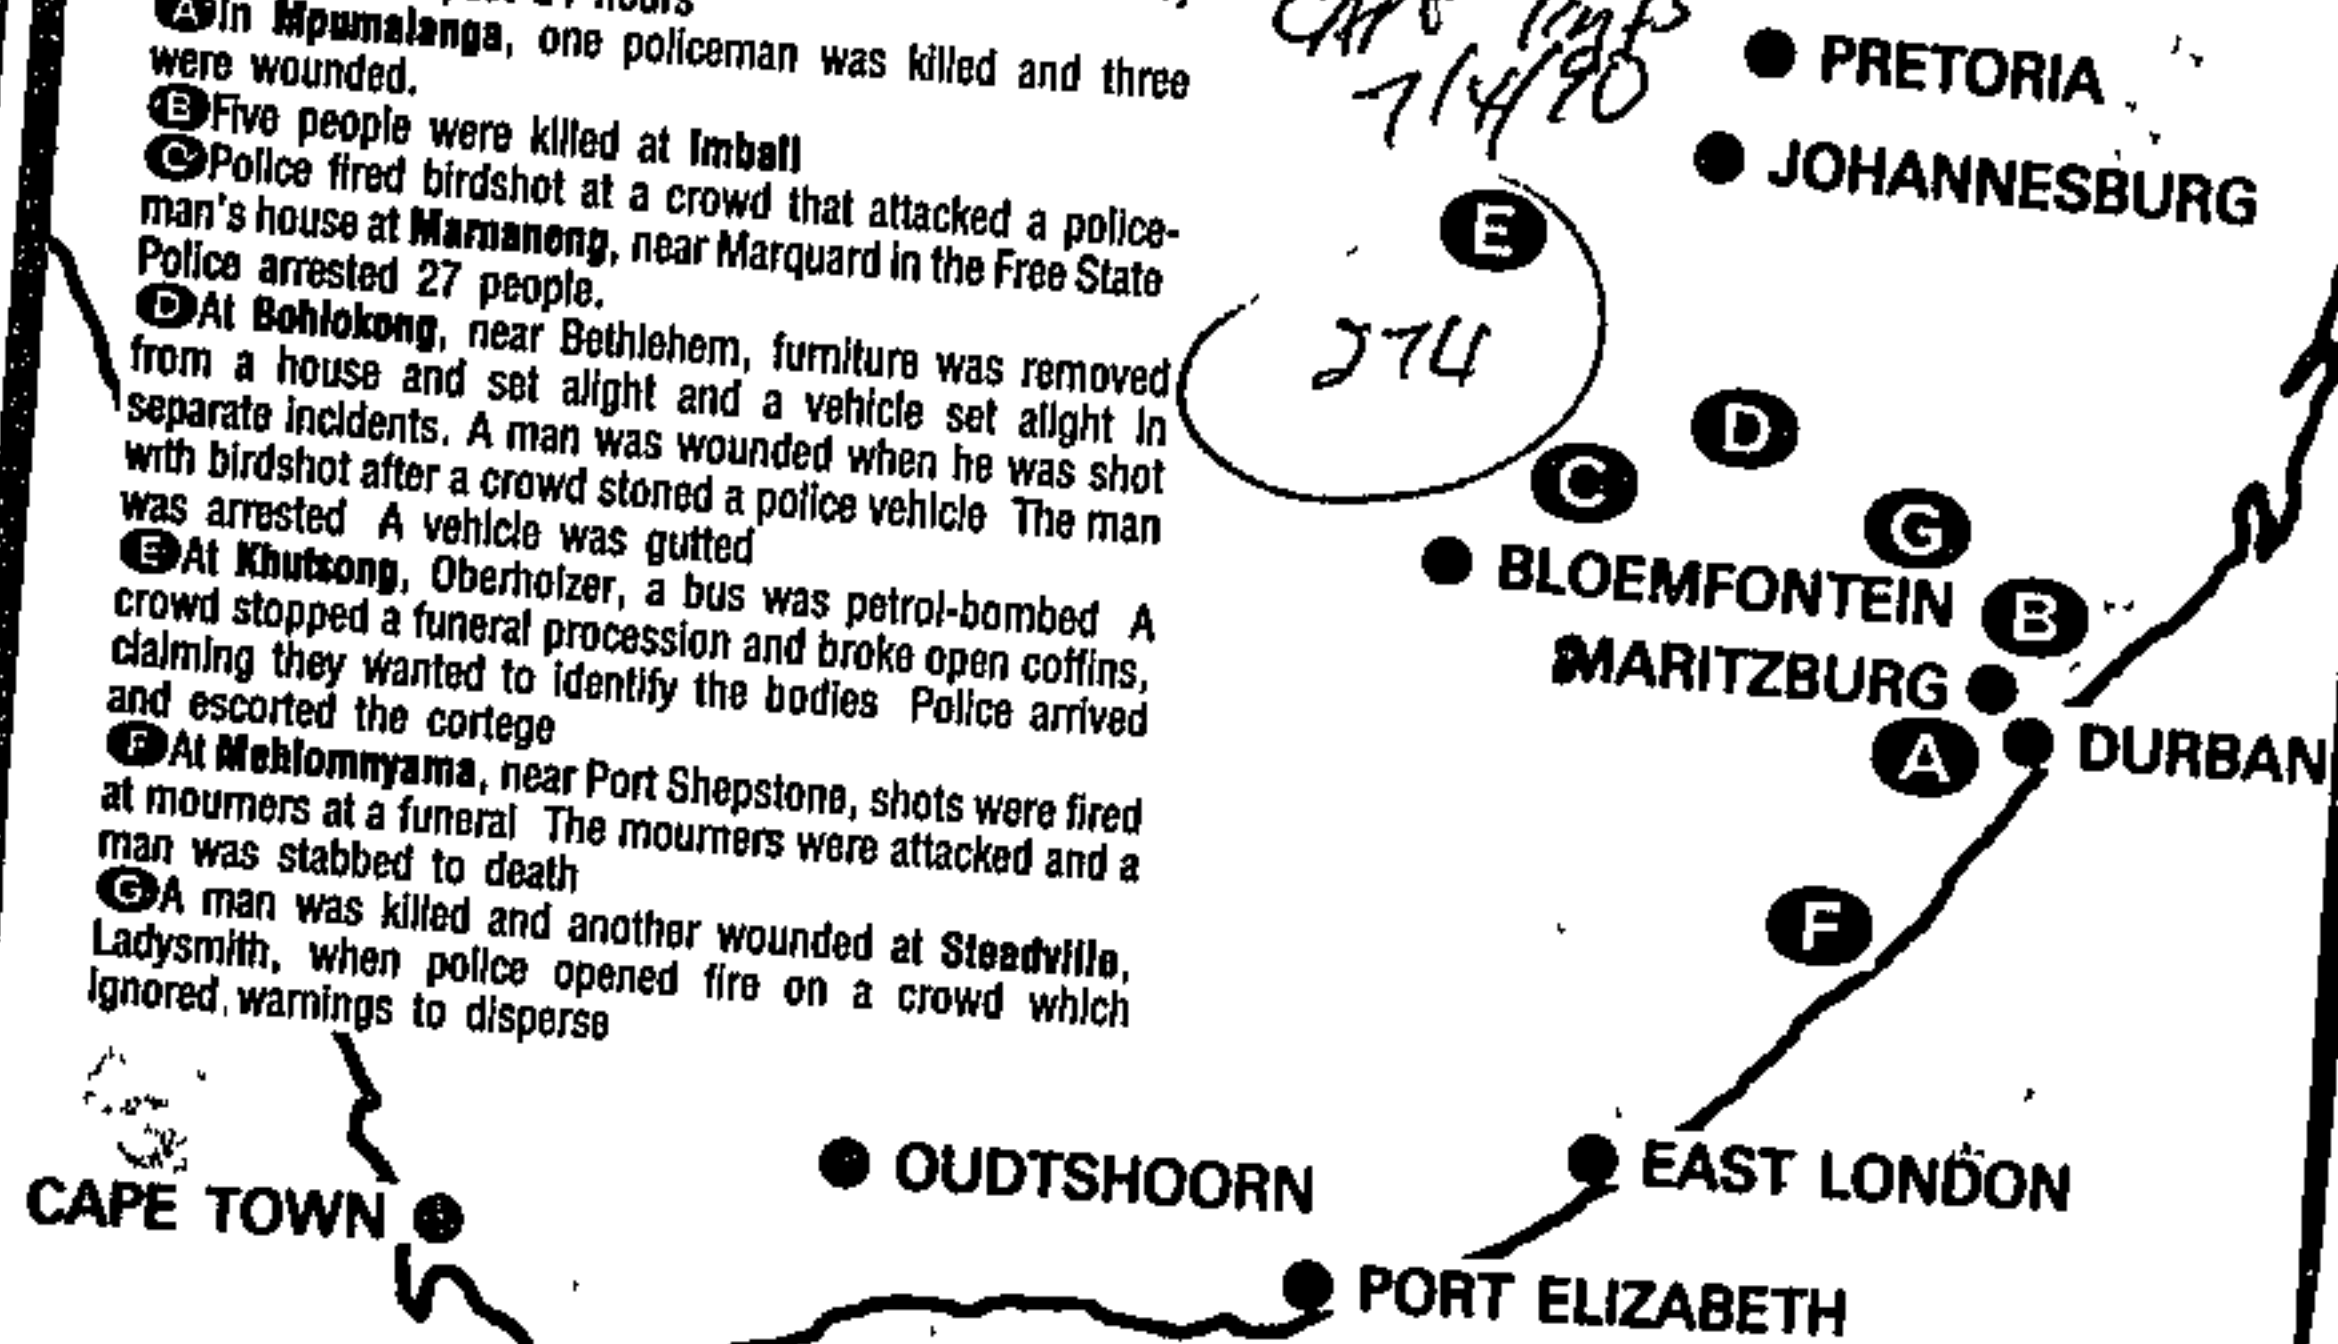 hours
A In Mpumalanga, one policeman was killed and three
were wounded.
B Five people were killed at Imbali
C Police fired birdshot at a crowd that attacked a police-
man's house at Mamaneng, near Marquard in the Free State
Police arrested 27 people.
D At Bohlokong, near Bethlehem, furniture was removed
from a house and set alight and a vehicle set alight in
separate incidents. A man was wounded when he was shot
with birdshot after a crowd stoned a police vehicle The man
was arrested A vehicle was gutted
E At Khutsong, Oberholzer, a bus was petrol-bombed A
crowd stopped a funeral procession and broke open coffins,
claiming they wanted to identify the bodies Police arrived
and escorted the cortege
F At Mehlomnyama, near Port Shepstone, shots were fired
at mourners at a funeral The mourners were attacked and a
man was stabbed to death
G A man was killed and another wounded at Steadville,
Ladysmith, when police opened fire on a crowd which
ignored warnings to disperse
7/4/90
PRETORIA
JOHANNESBURG
E
274
D
C
G
BLOEMFONTEIN
B
MARITZBURG
A
DURBAN
F
OUDTSHOORN
EAST LONDON
CAPE TOWN
PORT ELIZABETH